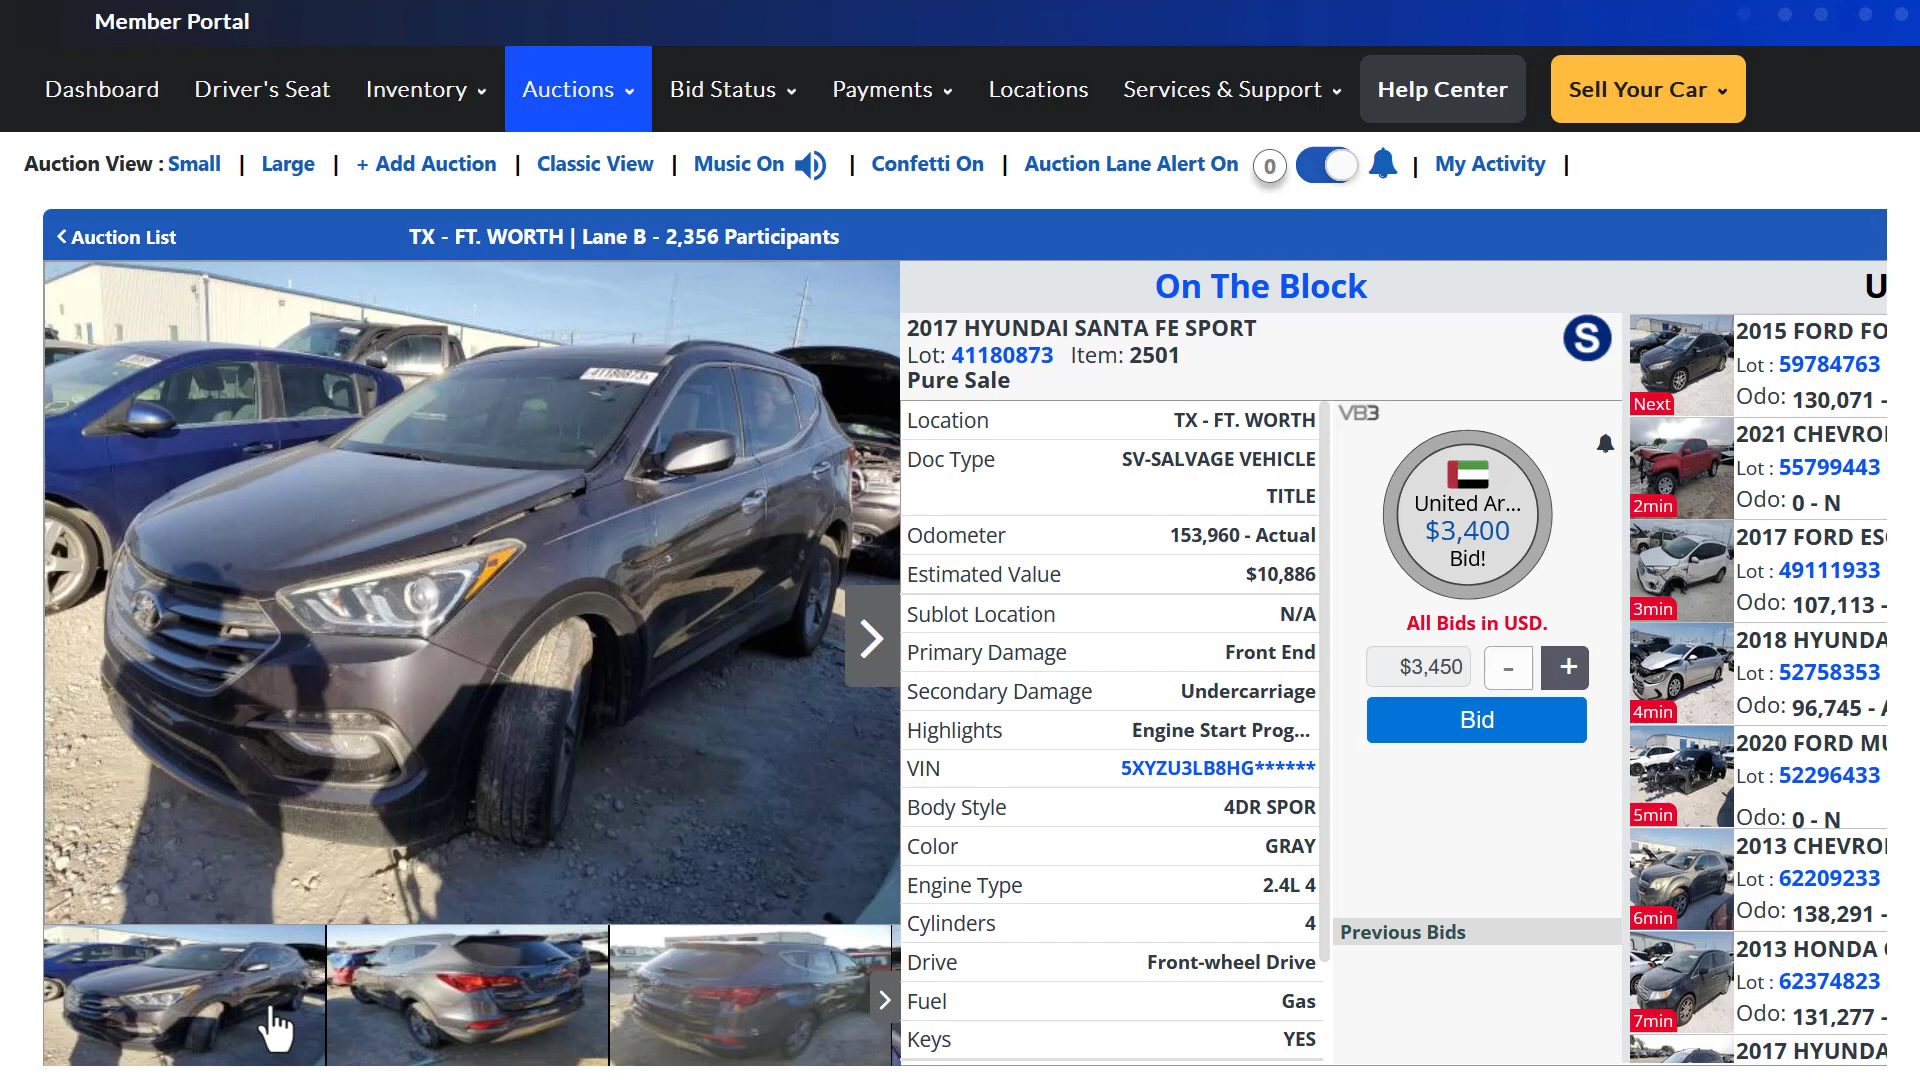 Member Portal
Dashboard Driver's Seat Inventory Auctions Bid Status Payments Locations Services & Support Help Center Sell Your Car
Auction View : Small | Large | + Add Auction | Classic View | Music On | Confetti On | Auction Lane Alert On 0 | My Activity |
Auction List
TX - FT. WORTH | Lane B - 2,356 Participants
41180873
On The Block
2017 HYUNDAI SANTA FE SPORT
Lot: 41180873 Item: 2501
Pure Sale
S
Location TX - FT. WORTH
Doc Type SV-SALVAGE VEHICLE
TITLE
Odometer 153,960 - Actual
Estimated Value $10,886
Sublot Location N/A
Primary Damage Front End
Secondary Damage Undercarriage
Highlights Engine Start Prog...
VIN 5XYZU3LB8HG******
Body Style 4DR SPOR
Color GRAY
Engine Type 2.4L 4
Cylinders 4
Drive Front-wheel Drive
Fuel Gas
Keys YES
VB3
United Ar...
$3,400
Bid!
All Bids in USD.
$3,450 - +
Bid
Previous Bids
U
2015 FORD FO
Lot : 59784763
Odo: 130,071 -
Next
2021 CHEVROL
Lot : 55799443
Odo: 0 - N
2min
2017 FORD ES
Lot : 49111933
Odo: 107,113 -
3min
2018 HYUNDA
Lot : 52758353
Odo: 96,745 - A
4min
2020 FORD MU
Lot : 52296433
Odo: 0 - N
5min
2013 CHEVROL
Lot : 62209233
Odo: 138,291 -
6min
2013 HONDA
Lot : 62374823
Odo: 131,277 -
7min
2017 HYUNDA